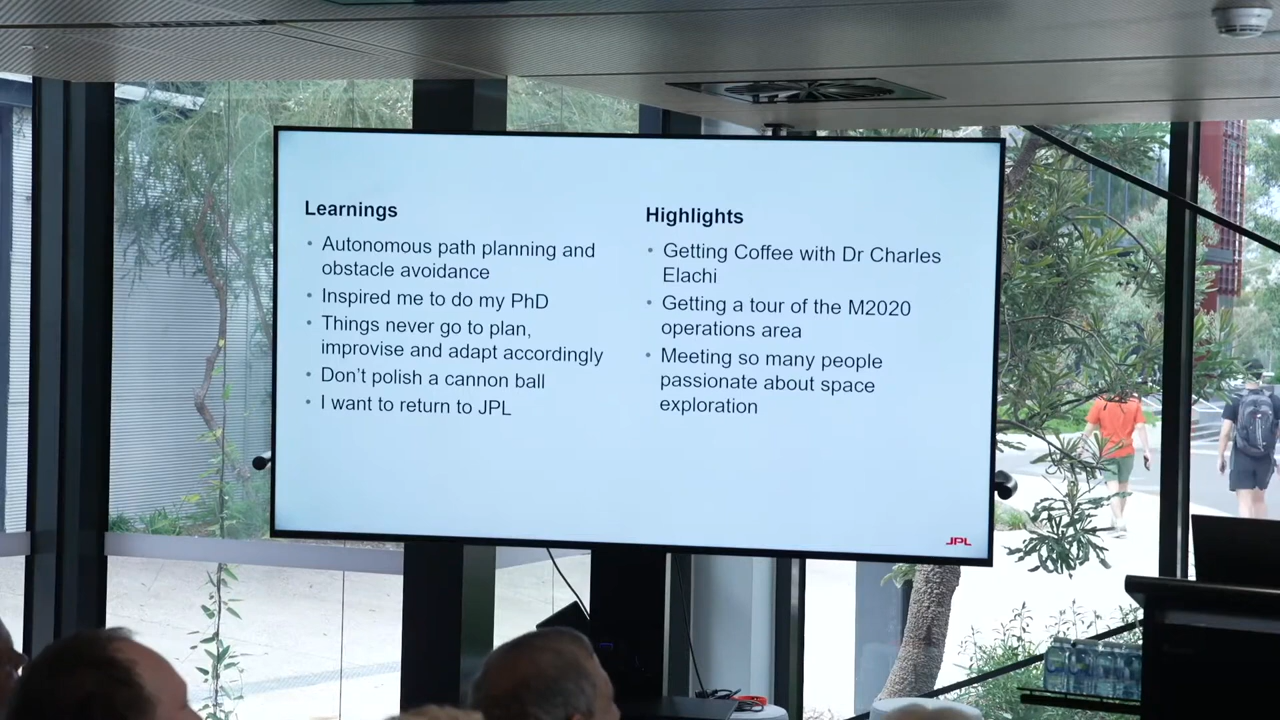 Learnings
• Autonomous path planning and
obstacle avoidance
• Inspired me to do my PhD
• Things never go to plan,
improvise and adapt accordingly
• Don't polish a cannon ball
• I want to return to JPL
Highlights
• Getting Coffee with Dr Charles
Elachi
• Getting a tour of the M2020
operations area
• Meeting so many people
passionate about space
exploration
JPL